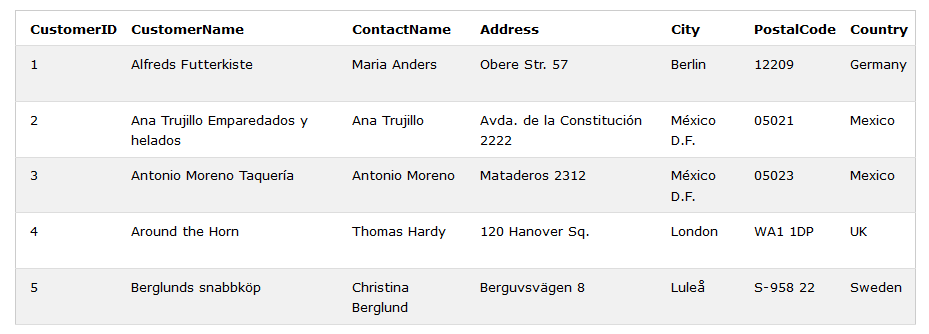 CustomerID CustomerName ContactName Address City PostalCode Country
1 Alfreds Futterkiste Maria Anders Obere Str. 57 Berlin 12209 Germany
2 Ana Trujillo Emparedados y Ana Trujillo Avda. de la Constitución México 05021 Mexico
helados 2222 D.F.
3 Antonio Moreno Taquería Antonio Moreno Mataderos 2312 México 05023 Mexico
D.F.
4 Around the Horn Thomas Hardy 120 Hanover Sq. London WA1 1DP UK
5 Berglunds snabbköp Christina Berguvsvägen 8 Luleå S-958 22 Sweden
Berglund